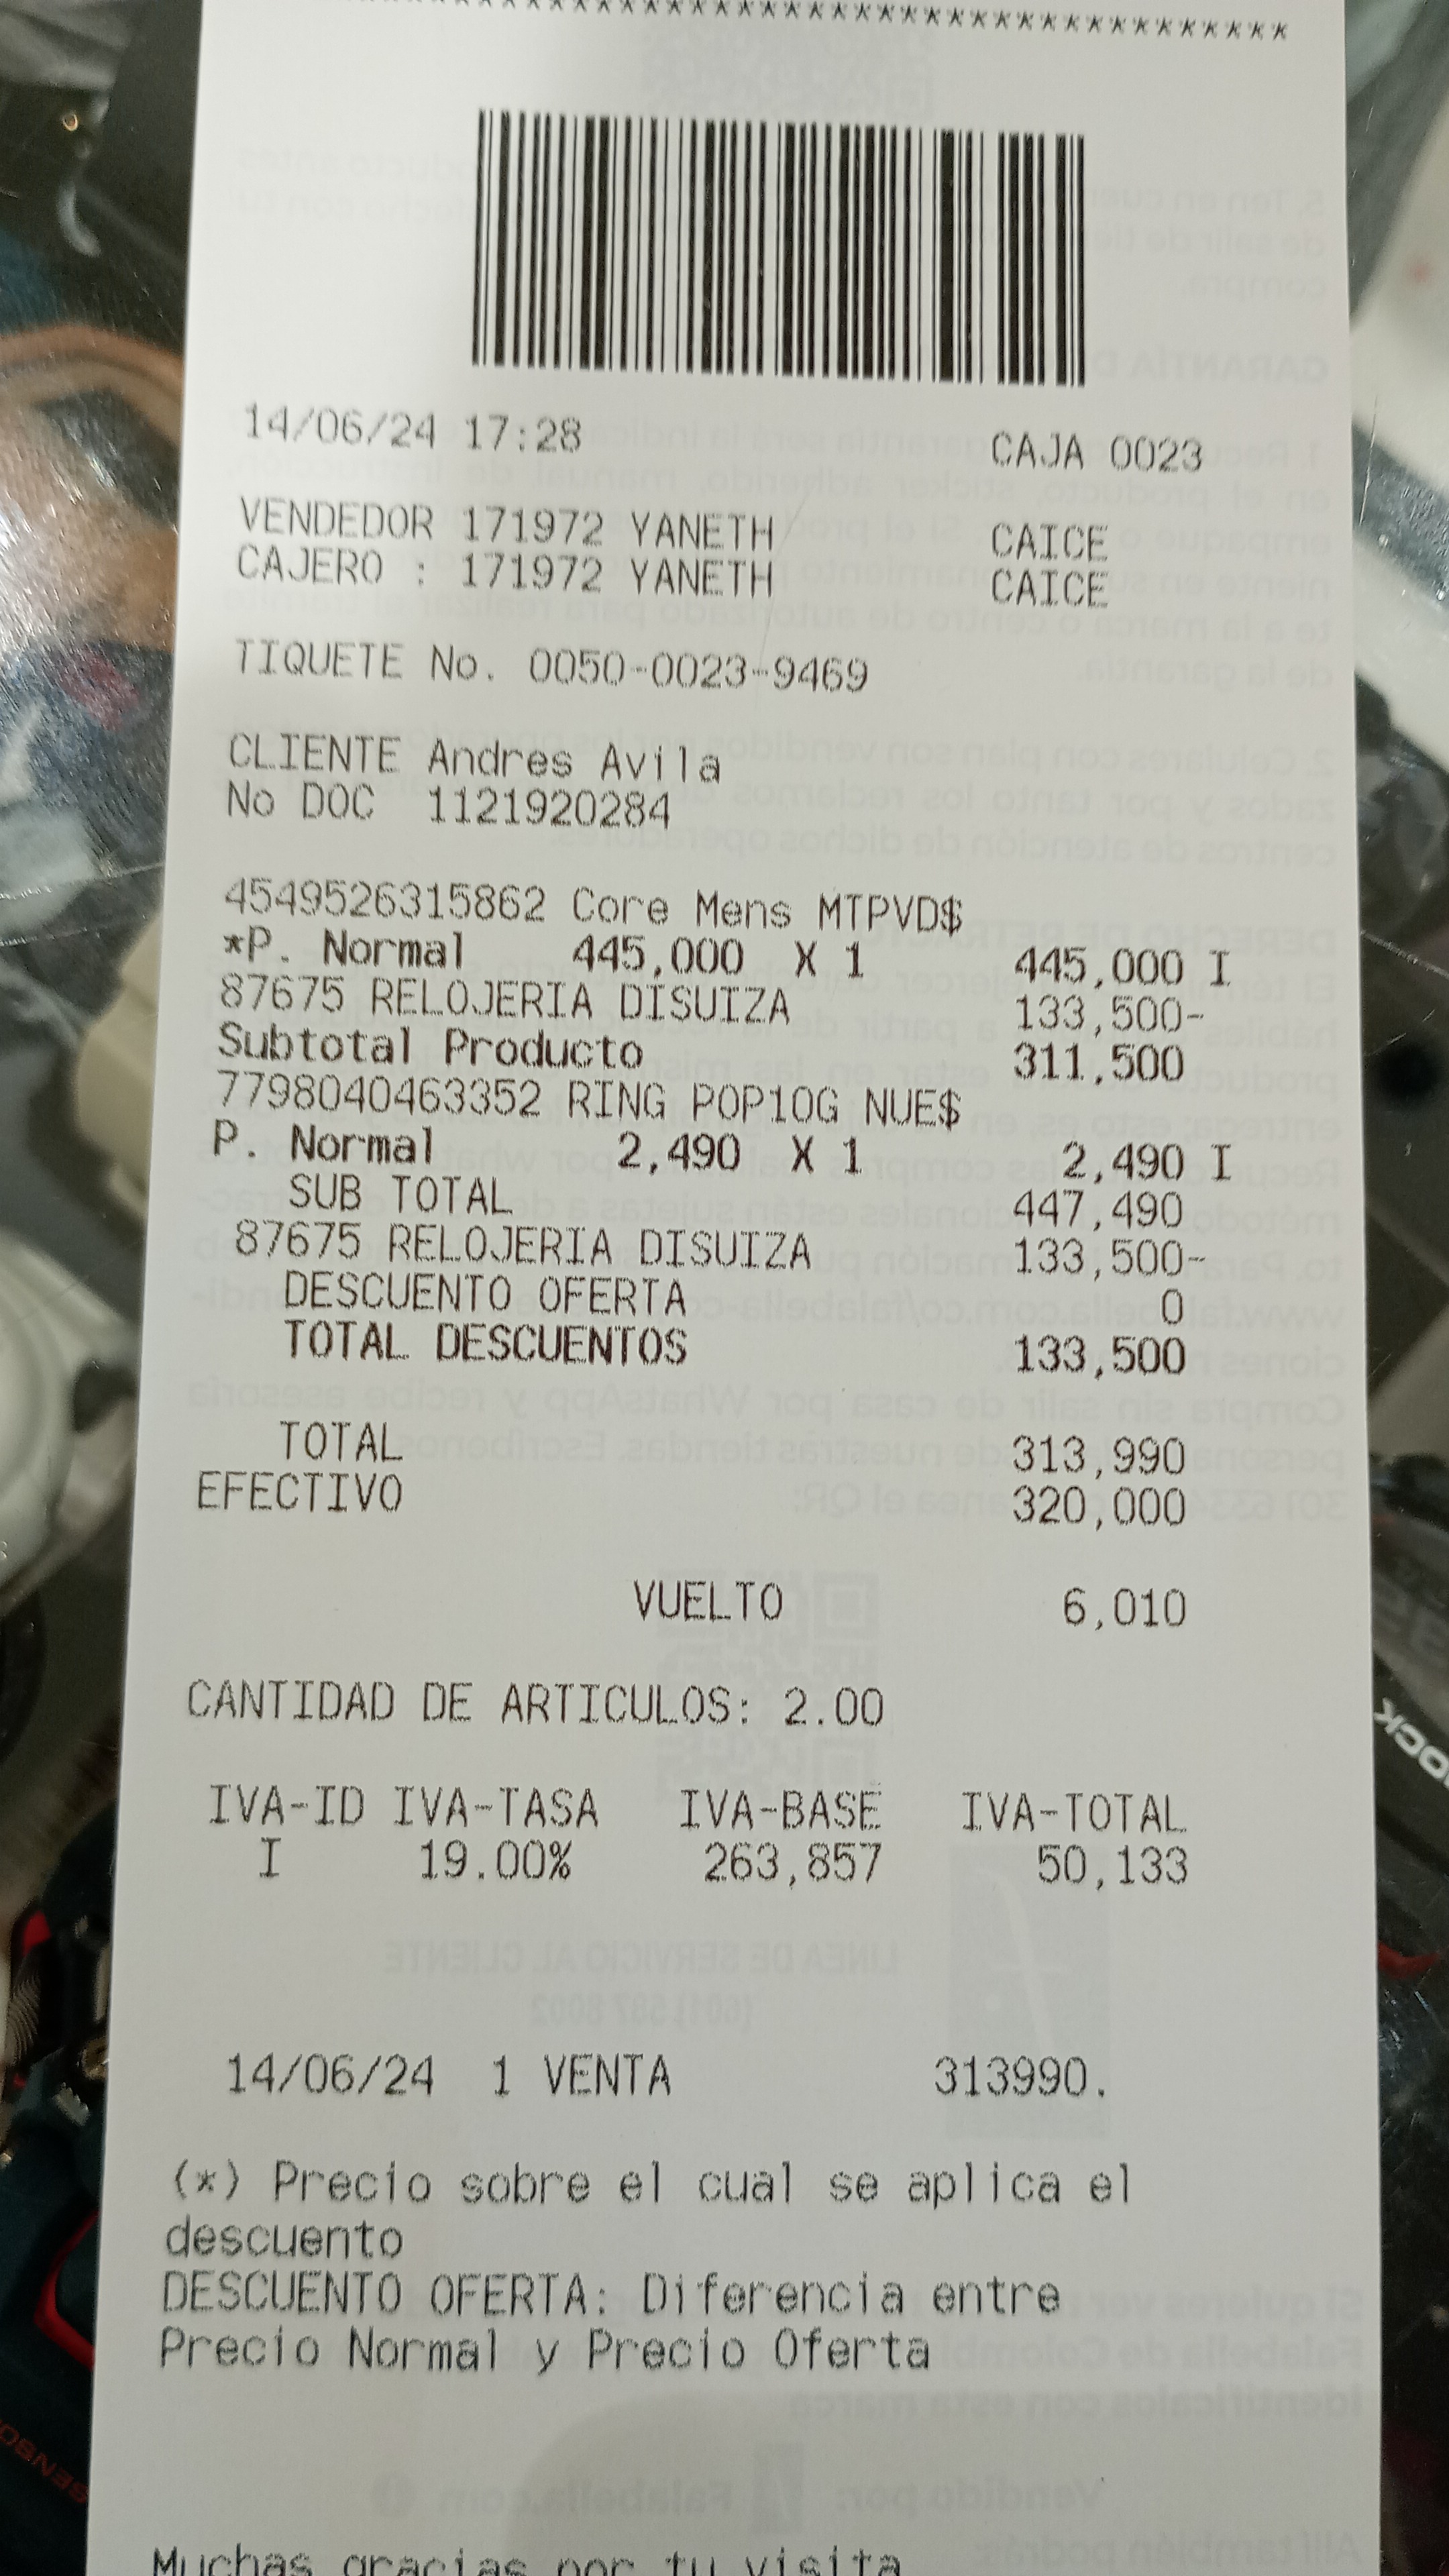 ****************************************
14/06/24 17:28 CAJA 0023
VENDEDOR 171972 YANETH CAICE
CAJERO : 171972 YANETH CAICE
TIQUETE No. 0050-0023-9469
CLIENTE Andres Avila
No DOC 1121920284
4549526315862 Core Mens MTPVD$
*P. Normal 445,000 X 1 445,000 I
87675 RELOJERIA DISUIZA 133,500-
Subtotal Producto 311,500
7798040463352 RING POP10G NUE$
P. Normal 2,490 X 1 2,490 I
SUB TOTAL 447,490
87675 RELOJERIA DISUIZA 133,500-
DESCUENTO OFERTA 0
TOTAL DESCUENTOS 133,500
TOTAL 313,990
EFECTIVO 320,000
VUELTO 6,010
CANTIDAD DE ARTICULOS: 2.00
IVA-ID IVA-TASA IVA-BASE IVA-TOTAL
I 19.00% 263,857 50,133
14/06/24 1 VENTA 313990.
(*) Precio sobre el cual se aplica el
descuento
DESCUENTO OFERTA: Diferencia entre
Precio Normal y Precio Oferta
Muchas gracias por tu visita